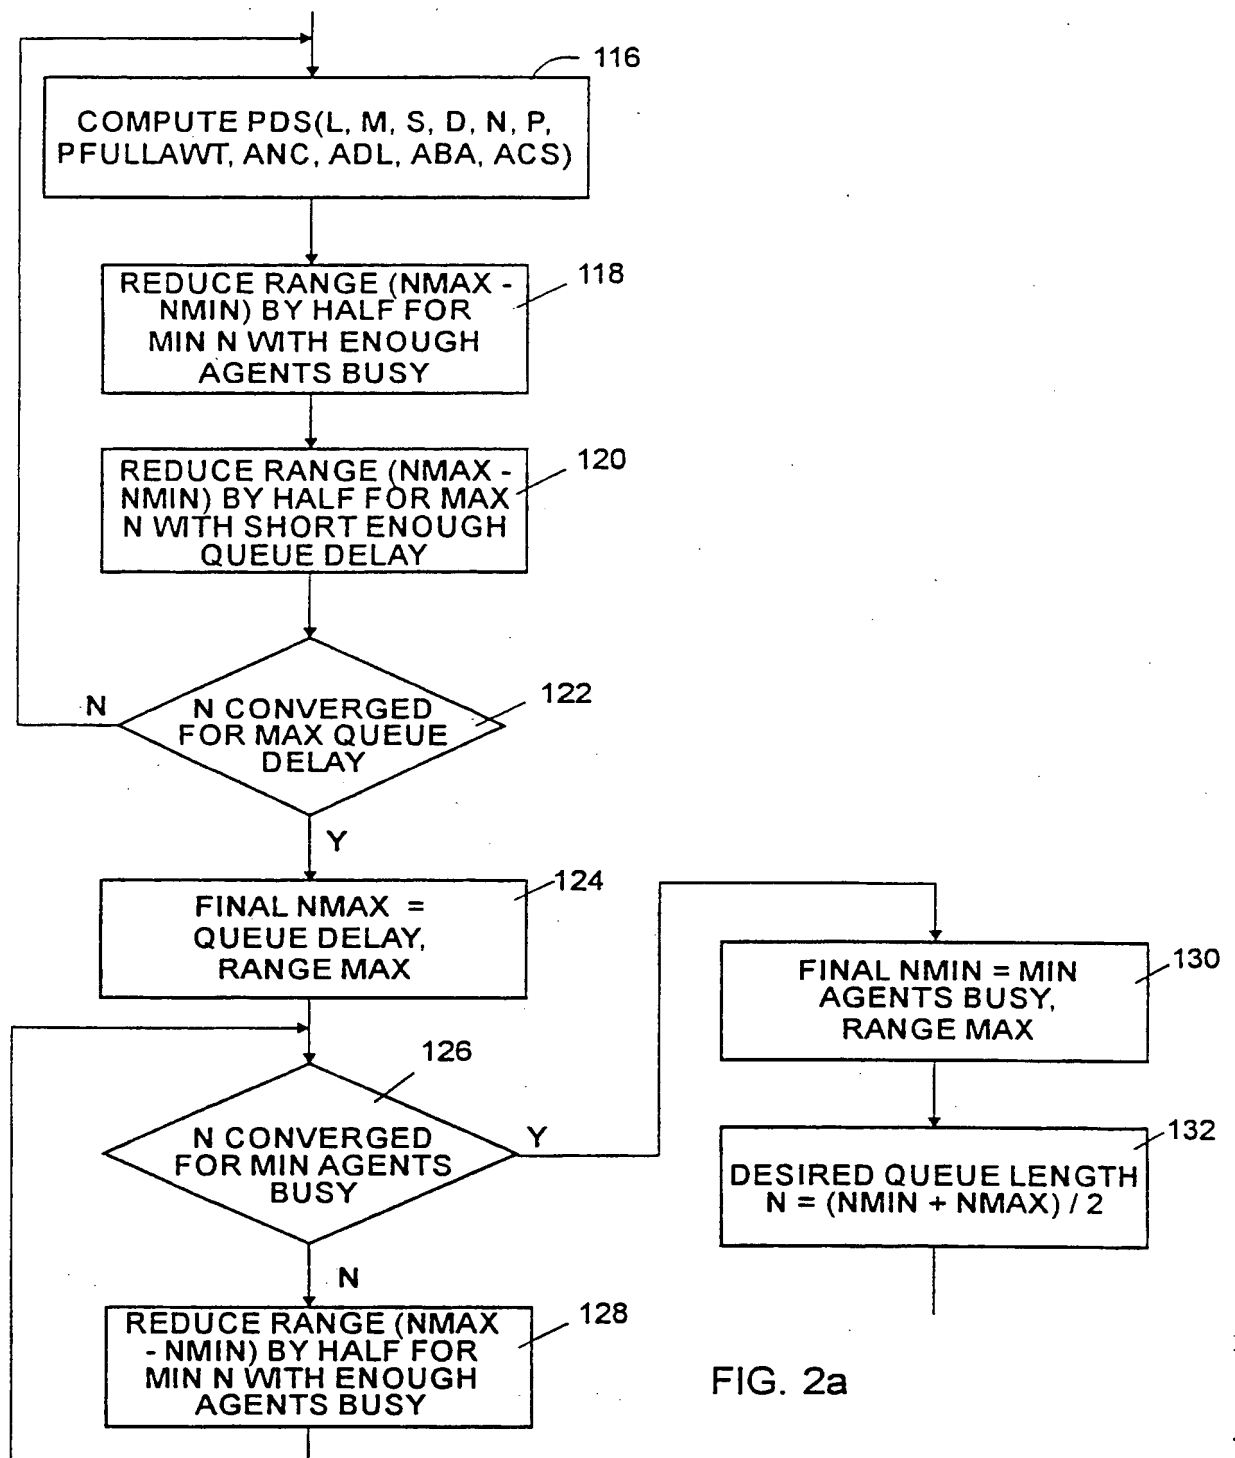 116
COMPUTE PDS(L, M, S, D, N, P,
PFULLAWT, ANC, ADL, ABA, ACS)
118
REDUCE RANGE (NMAX -
NMIN) BY HALF FOR
MIN N WITH ENOUGH
AGENTS BUSY
120
REDUCE RANGE (NMAX -
NMIN) BY HALF FOR MAX
N WITH SHORT ENOUGH
QUEUE DELAY
122
N
N CONVERGED
FOR MAX QUEUE
DELAY
Y
124
FINAL NMAX =
QUEUE DELAY,
RANGE MAX
126
N CONVERGED
FOR MIN AGENTS
BUSY
Y
N
128
REDUCE RANGE (NMAX
- NMIN) BY HALF FOR
MIN N WITH ENOUGH
AGENTS BUSY
130
FINAL NMIN = MIN
AGENTS BUSY,
RANGE MAX
132
DESIRED QUEUE LENGTH
N = (NMIN + NMAX) / 2
FIG. 2a